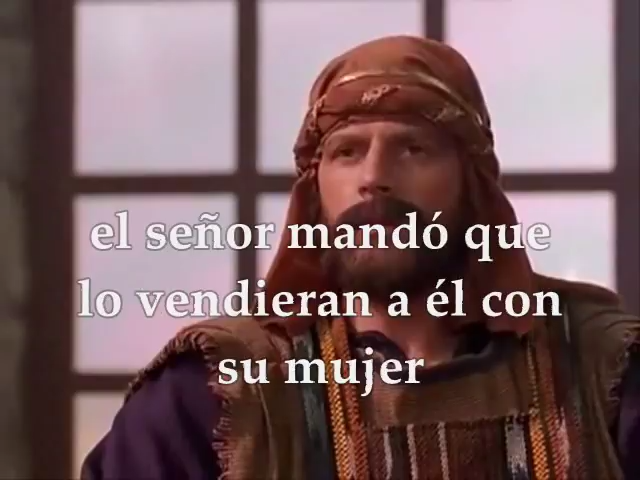 el señor mandó que
lo vendieran a él con
su mujer